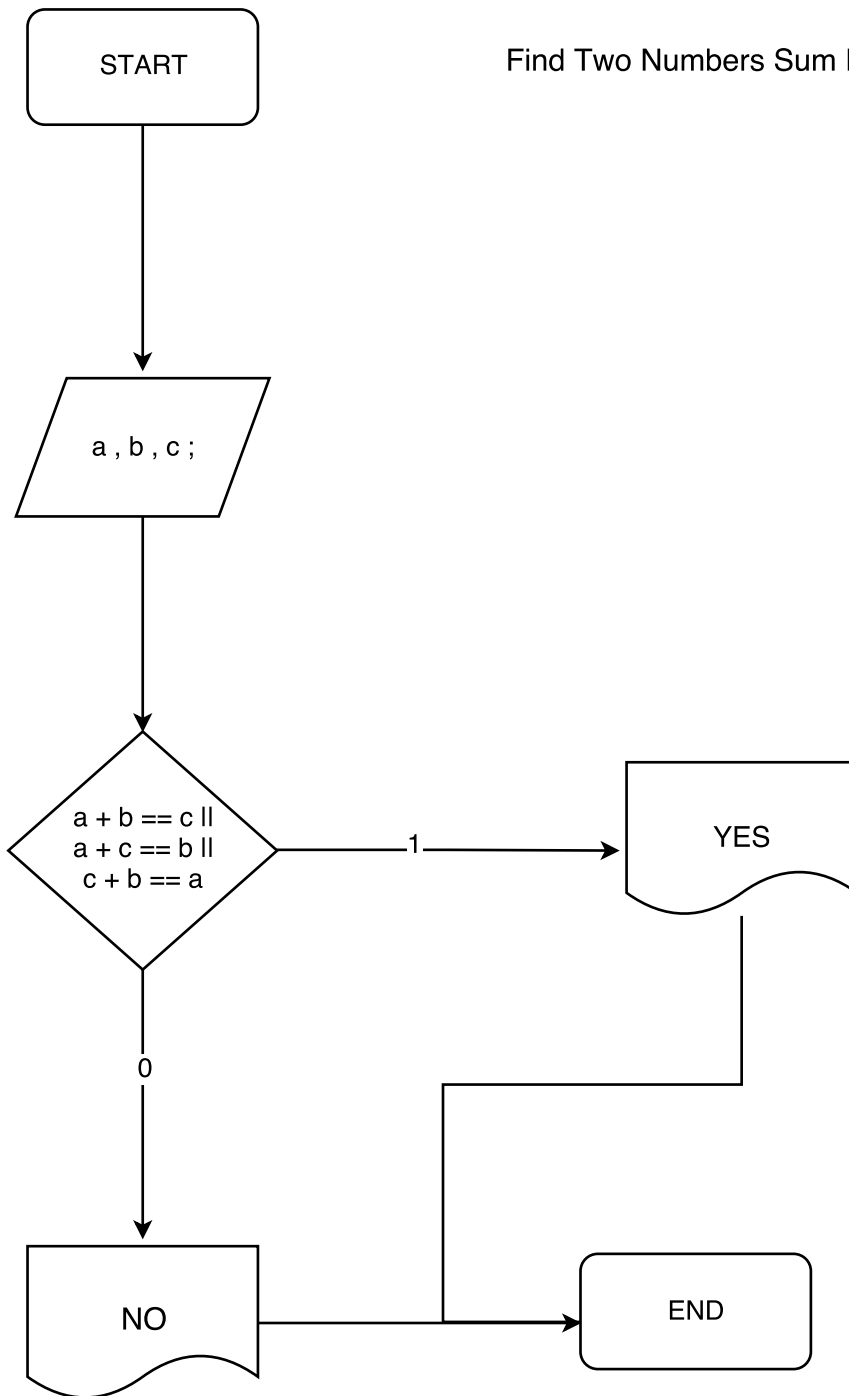 START
Find Two Numbers Sum
a , b , c ;
a + b == c ||
a + c == b ||
c + b == a
1
YES
0
NO
END